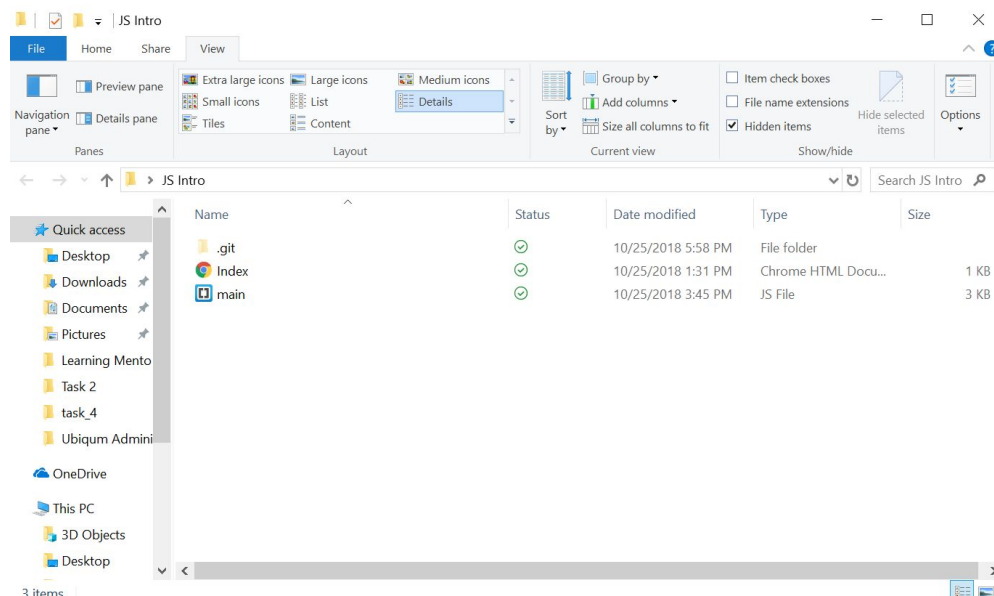 JS Intro
File Home Share View
Navigation pane
Preview pane
Details pane
Panes
Extra large icons Large icons Medium icons
Small icons List Details
Tiles Content
Layout
Sort by
Group by
Add columns
Size all columns to fit
Current view
Item check boxes
File name extensions
Hidden items
Hide selected items
Show/hide
Options
JS Intro
Search JS Intro
Name Status Date modified Type Size
.git 10/25/2018 5:58 PM File folder
Index 10/25/2018 1:31 PM Chrome HTML Docu... 1 KB
main 10/25/2018 3:45 PM JS File 3 KB
Quick access
Desktop
Downloads
Documents
Pictures
Learning Mento
Task 2
task_4
Ubiqum Admini
OneDrive
This PC
3D Objects
Desktop
3 items